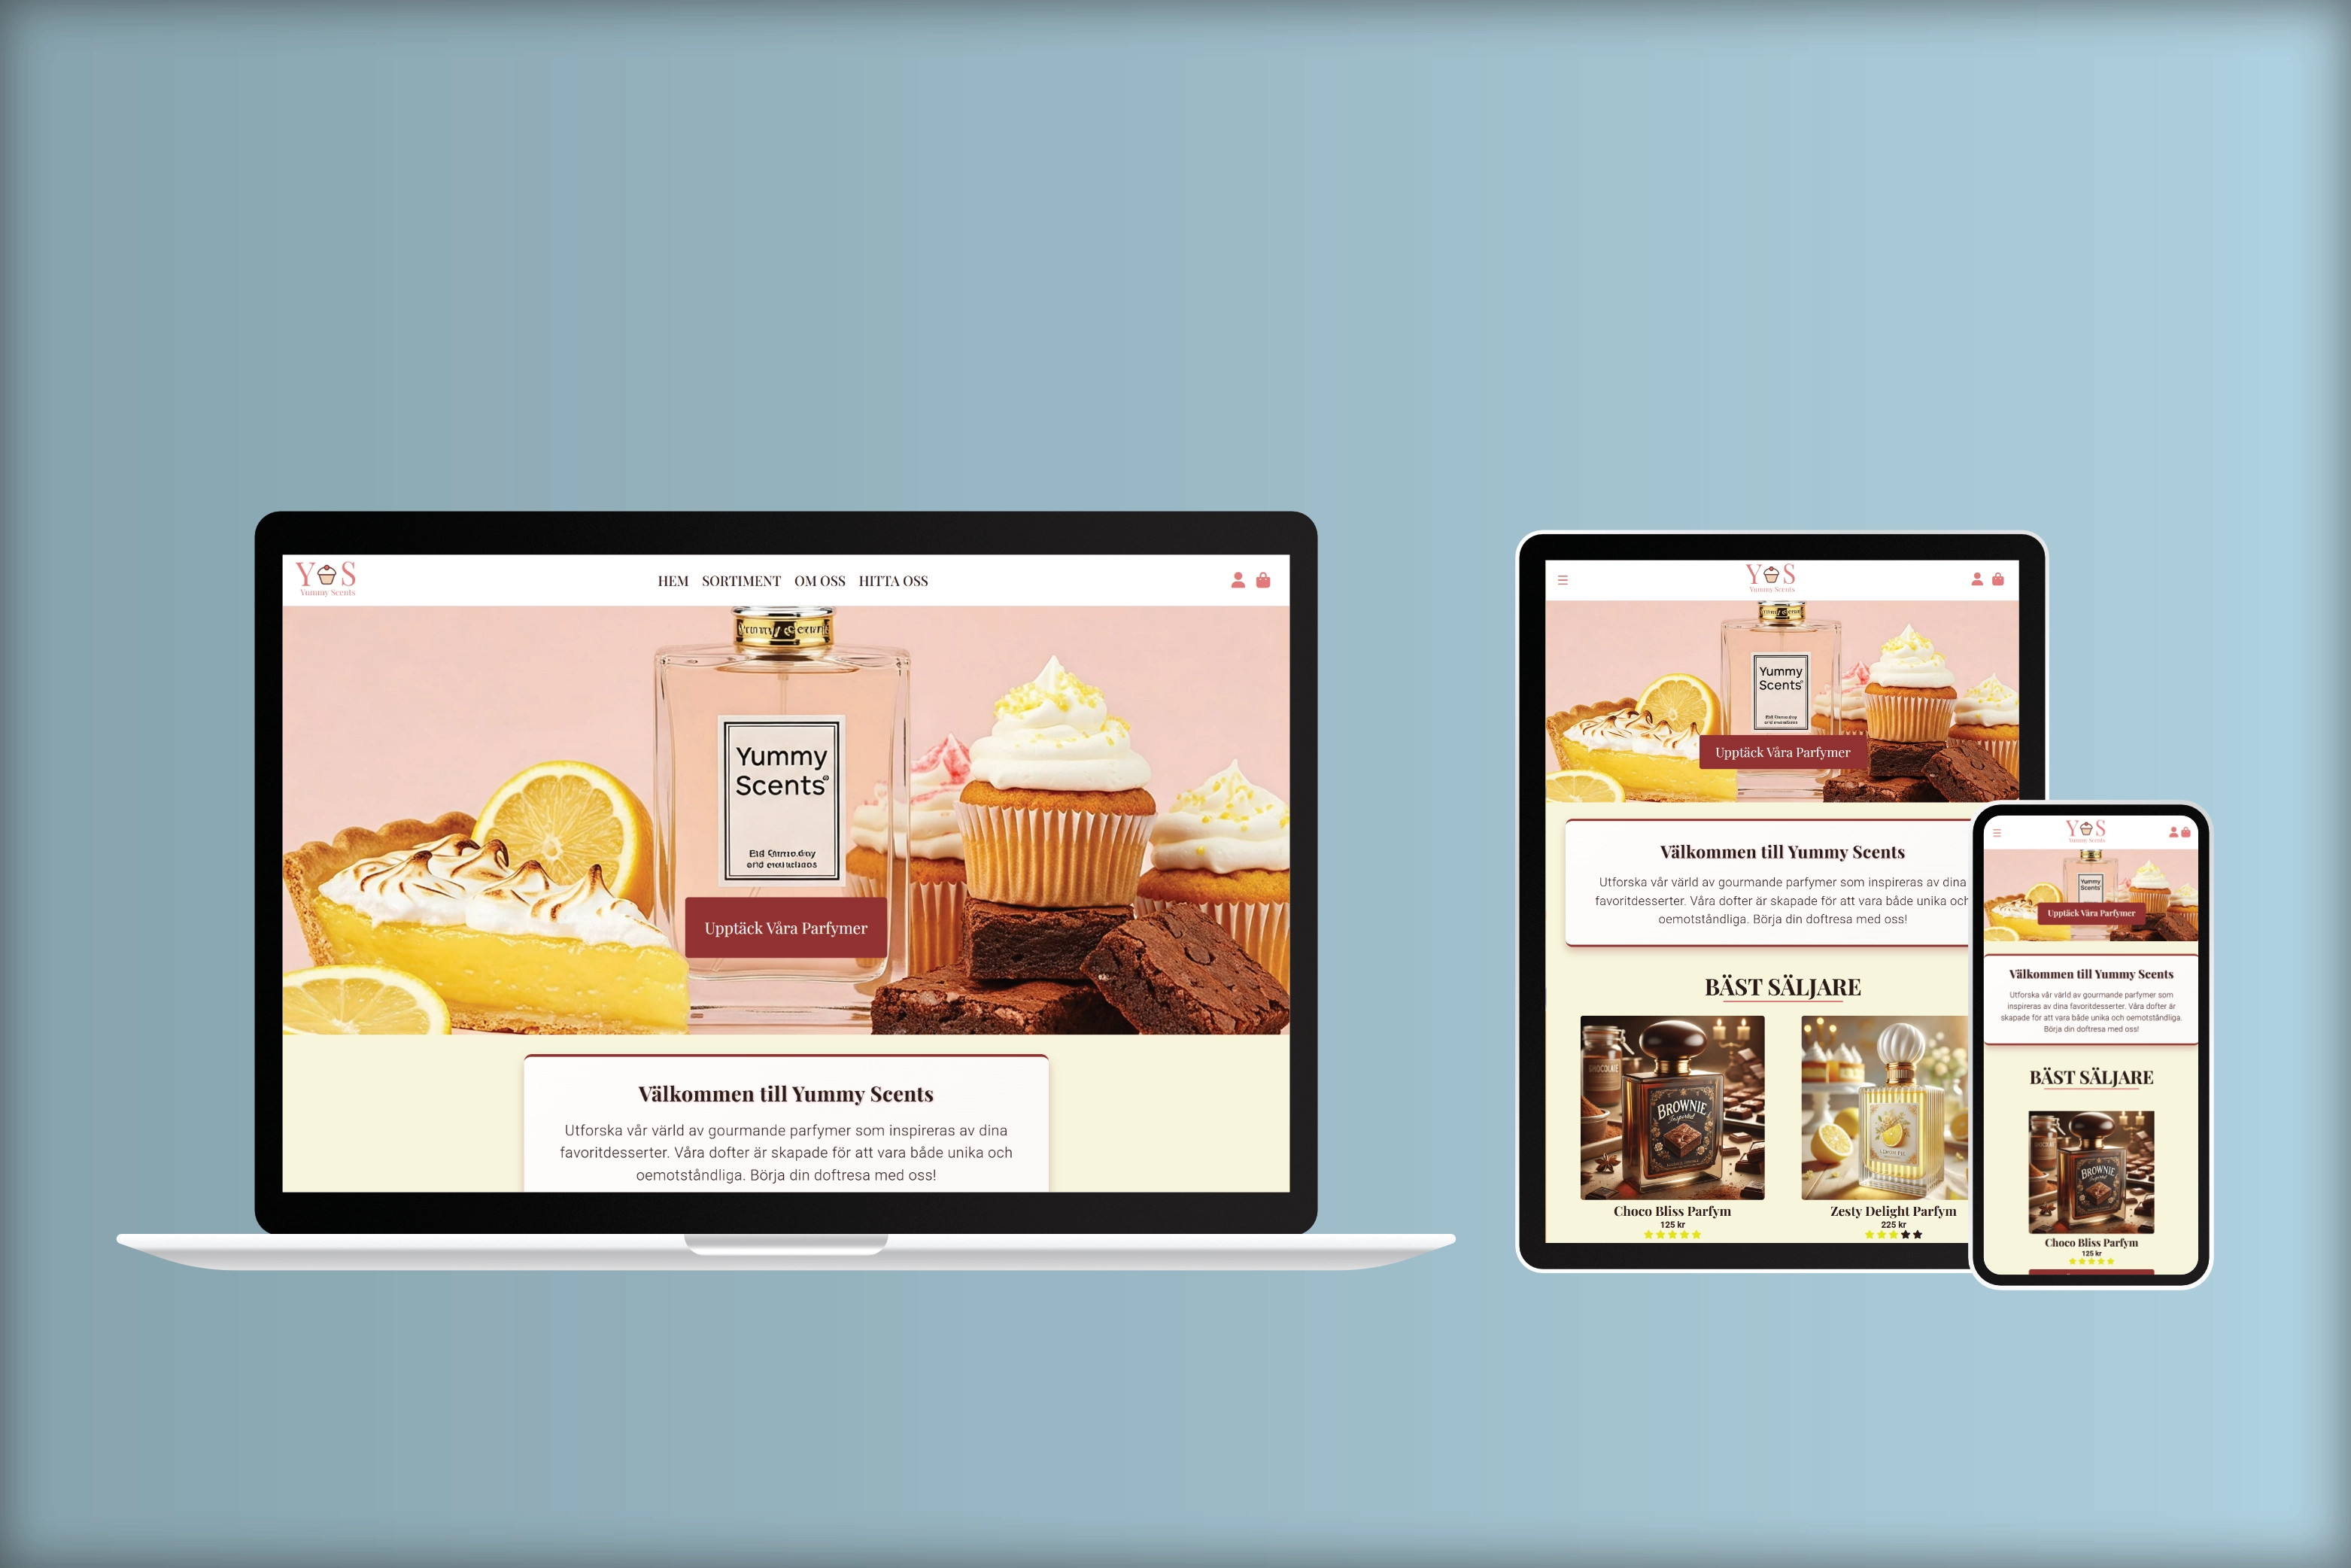 Y S
Yummy Scents
HEM SORTIMENT OM OSS HITTA OSS
Yummy
Scents
Upptäck Våra Parfymer
Välkommen till Yummy Scents
Utforska vår värld av gourmande parfymer som inspireras av dina
favoritdesserter. Våra dofter är skapade för att vara både unika och
oemotståndliga. Börja din doftresa med oss!
Y S
Yummy Scents
Yummy
Scents
Upptäck Våra Parfymer
Välkommen till Yummy Scents
Utforska vår värld av gourmande parfymer som inspireras av dina
favoritdesserter. Våra dofter är skapade för att vara både unika och
oemotståndliga. Börja din doftresa med oss!
BÄST SÄLJARE
BROWNIE
Inspired
Choco Bliss Parfym
125 kr
Zesty Delight Parfym
225 kr
Y S
Yummy Scents
Yummy
Scents
Upptäck Våra Parfymer
Välkommen till Yummy Scents
Utforska vår värld av gourmande parfymer som
inspireras av dina favoritdesserter. Våra dofter är
skapade för att vara både unika och oemotståndliga.
Börja din doftresa med oss!
BÄST SÄLJARE
BROWNIE
Choco Bliss Parfym
125 kr